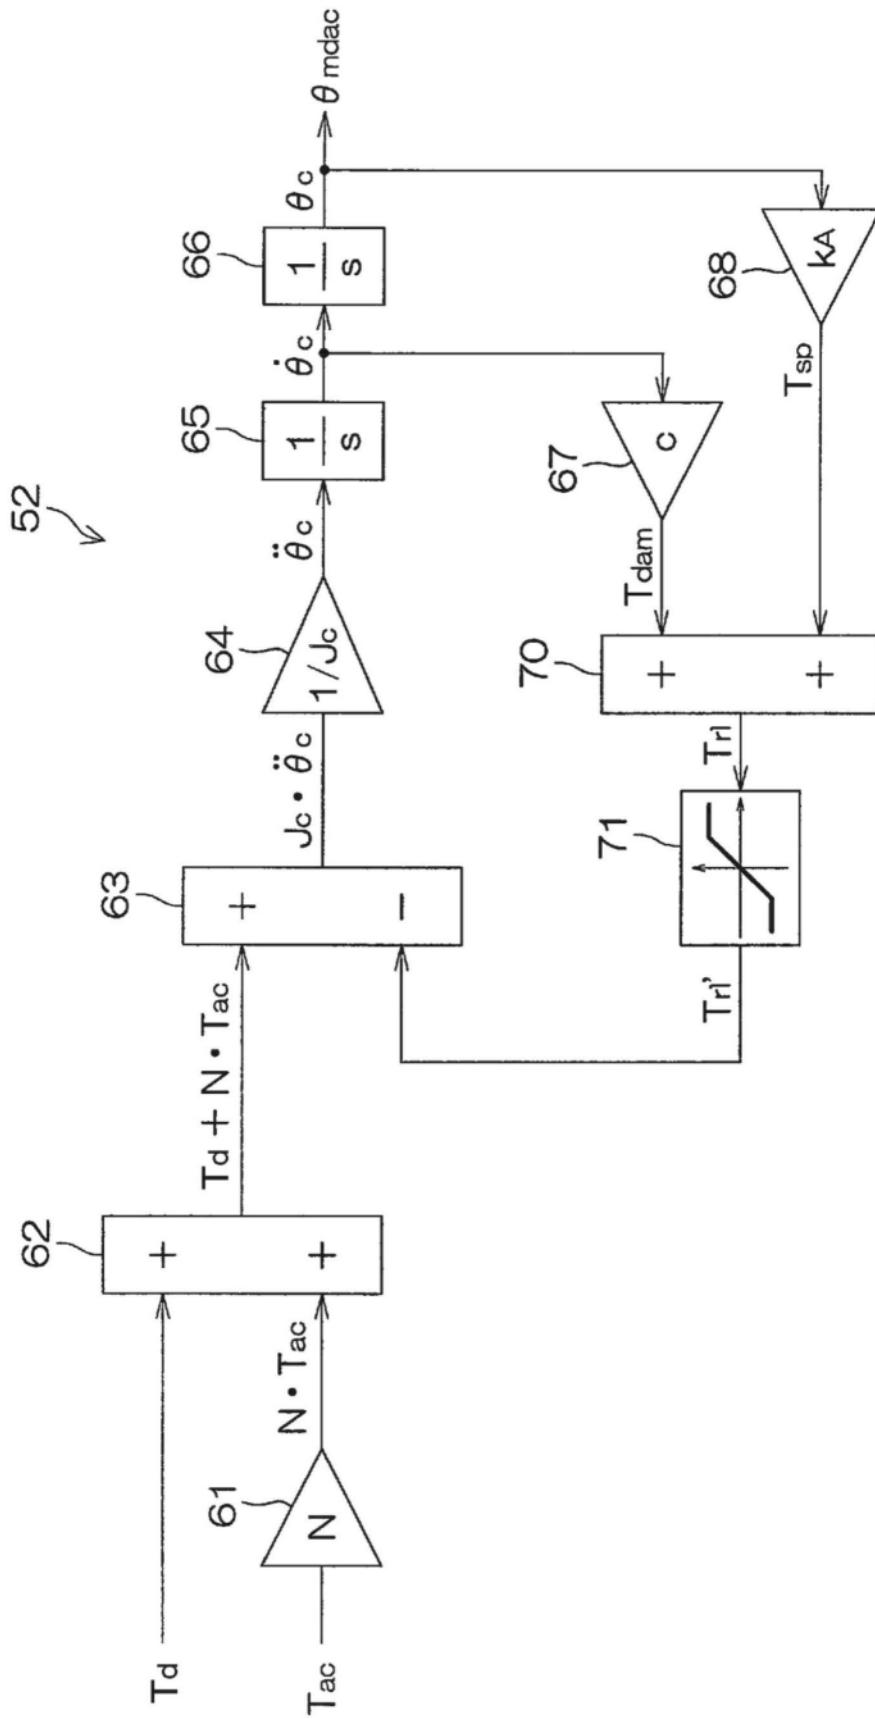 52
66
θc
θmdac
1/s
65
θ̇c
1/s
64
θ̈c
1/Jc
63
Jc・θ̈c
+
−
62
Td + N・Tac
+
+
Td
61
N・Tac
N
Tac
68
kA
Tsp
67
c
Tdam
70
+
+
71
Trl
Trl'